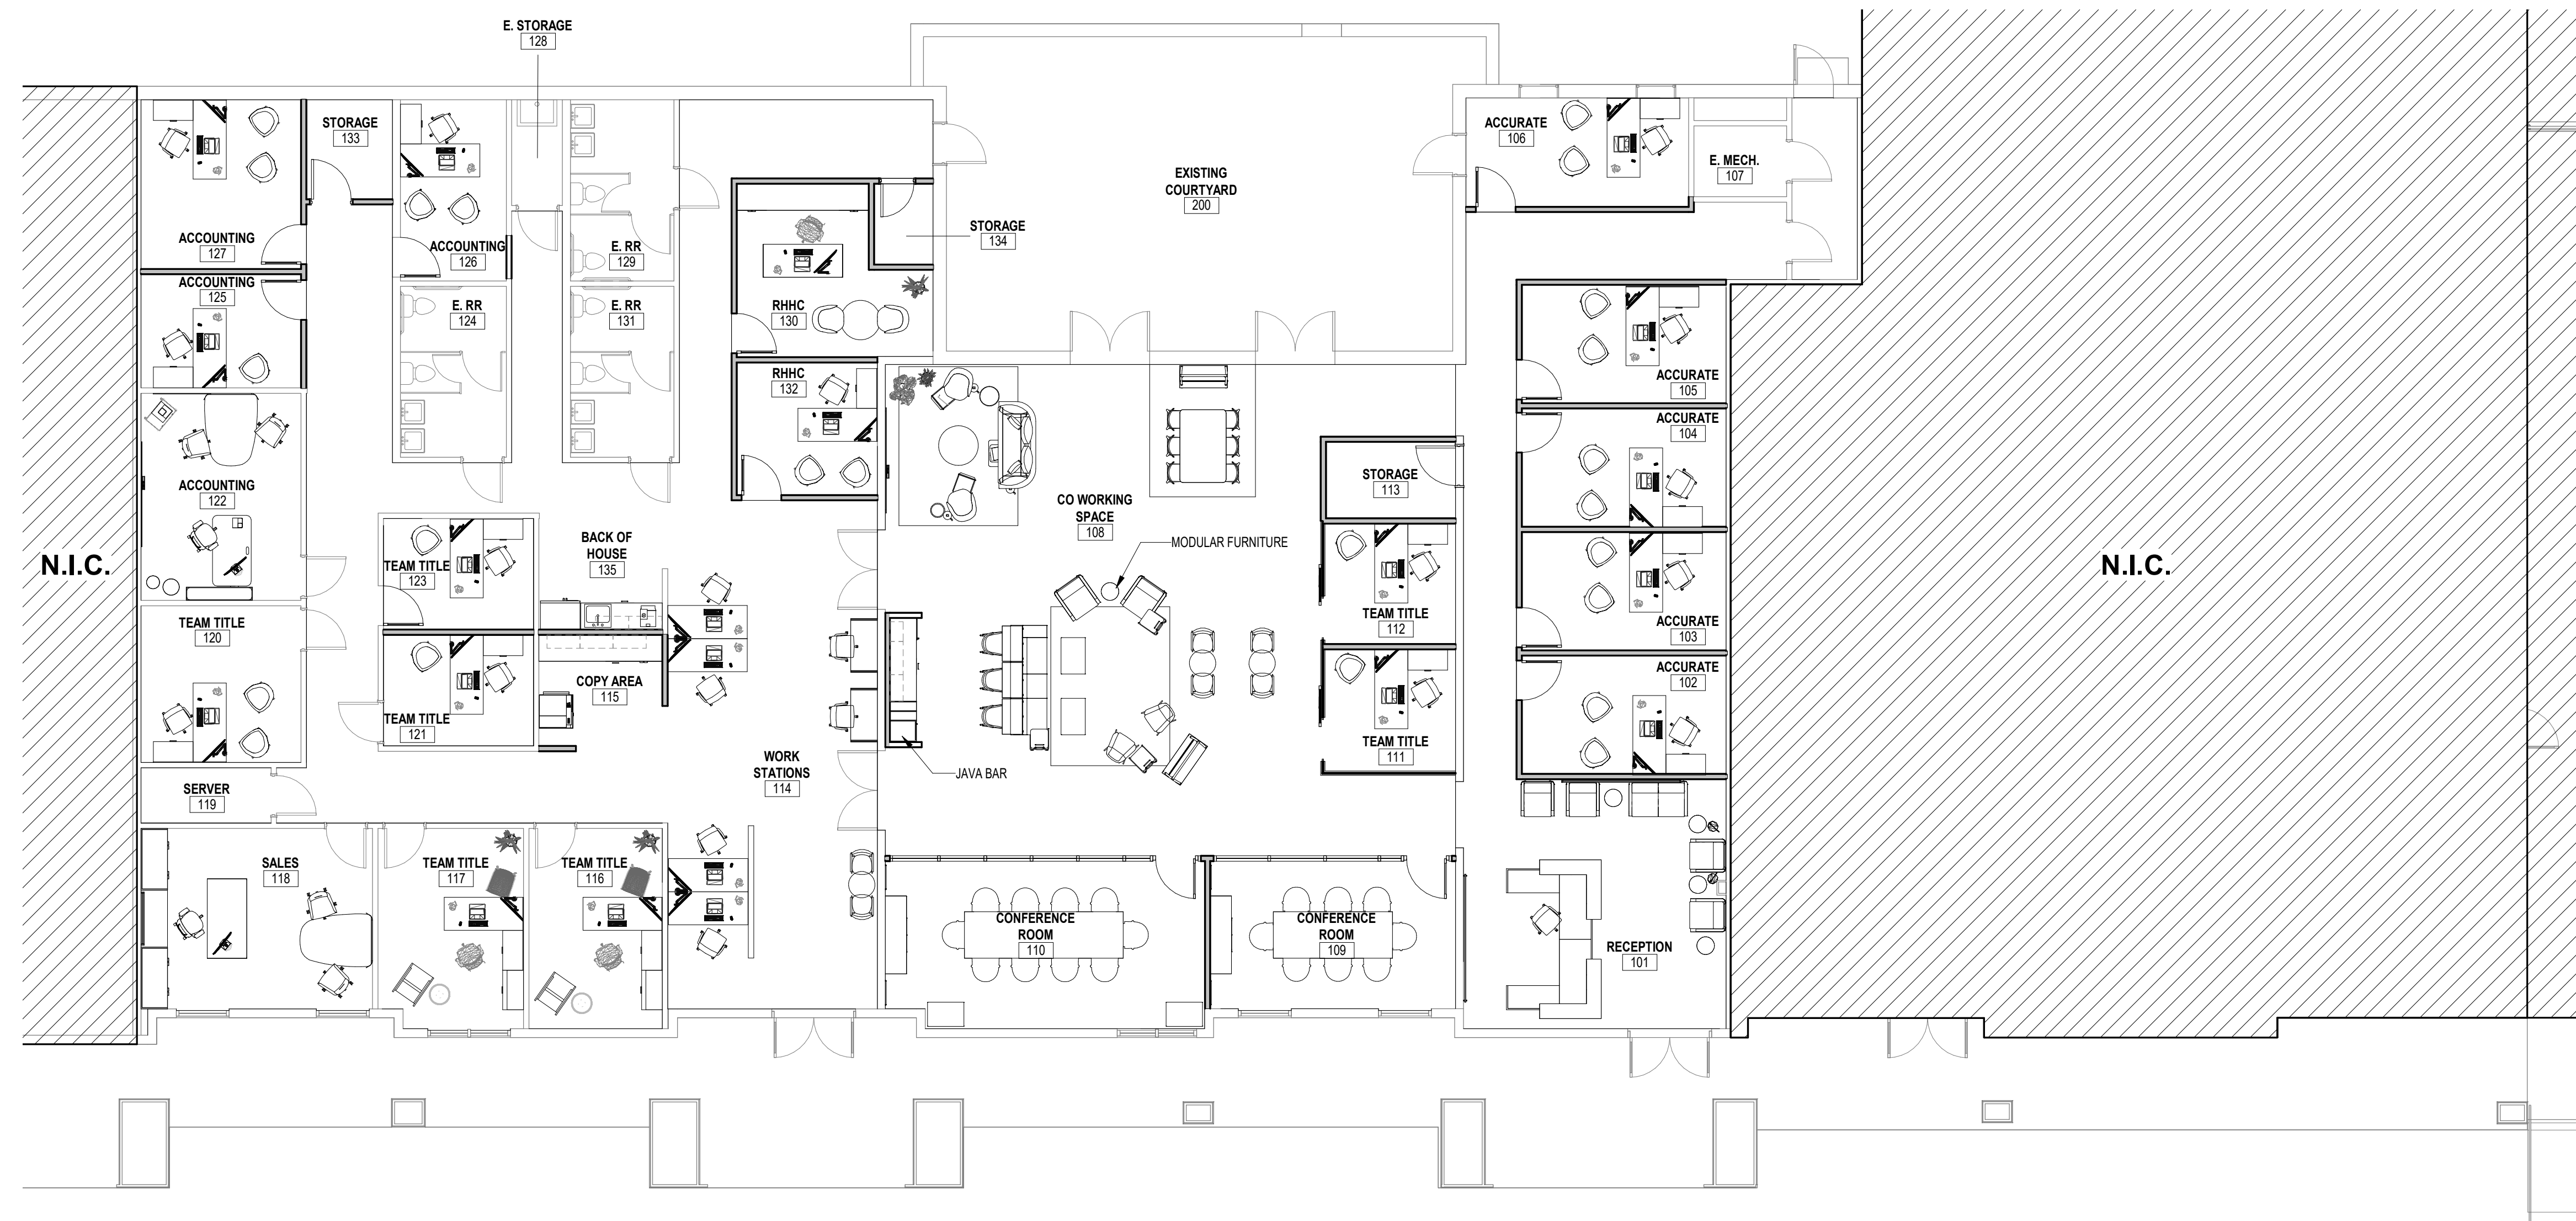 E. STORAGE
128
STORAGE
133
ACCOUNTING
127
ACCOUNTING
126
E. RR
129
ACCOUNTING
125
E. RR
124
E. RR
131
RHHC
130
STORAGE
134
EXISTING
COURTYARD
200
ACCURATE
106
E. MECH.
107
RHHC
132
ACCURATE
105
ACCURATE
104
ACCOUNTING
122
STORAGE
113
CO WORKING
SPACE
108
MODULAR FURNITURE
BACK OF
HOUSE
135
N.I.C.
N.I.C.
TEAM TITLE
123
TEAM TITLE
120
TEAM TITLE
112
ACCURATE
103
COPY AREA
115
ACCURATE
102
TEAM TITLE
121
TEAM TITLE
111
WORK
STATIONS
114
JAVA BAR
SERVER
119
SALES
118
TEAM TITLE
117
TEAM TITLE
116
CONFERENCE
ROOM
110
CONFERENCE
ROOM
109
RECEPTION
101